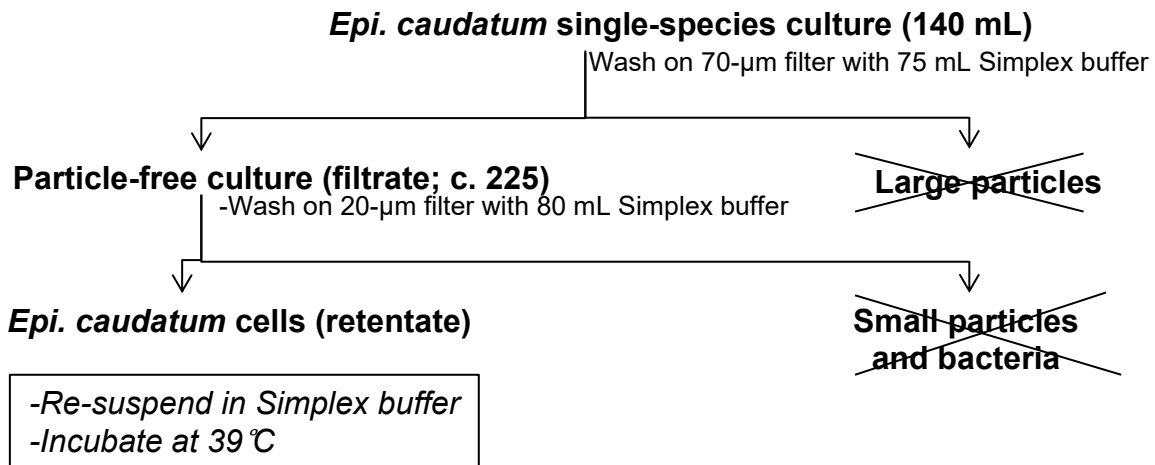 Epi. caudatum single-species culture (140 mL)
Wash on 70-µm filter with 75 mL Simplex buffer
Particle-free culture (filtrate; c. 225)
Large particles
-Wash on 20-µm filter with 80 mL Simplex buffer
Epi. caudatum cells (retentate)
Small particles
and bacteria
-Re-suspend in Simplex buffer
-Incubate at 39℃